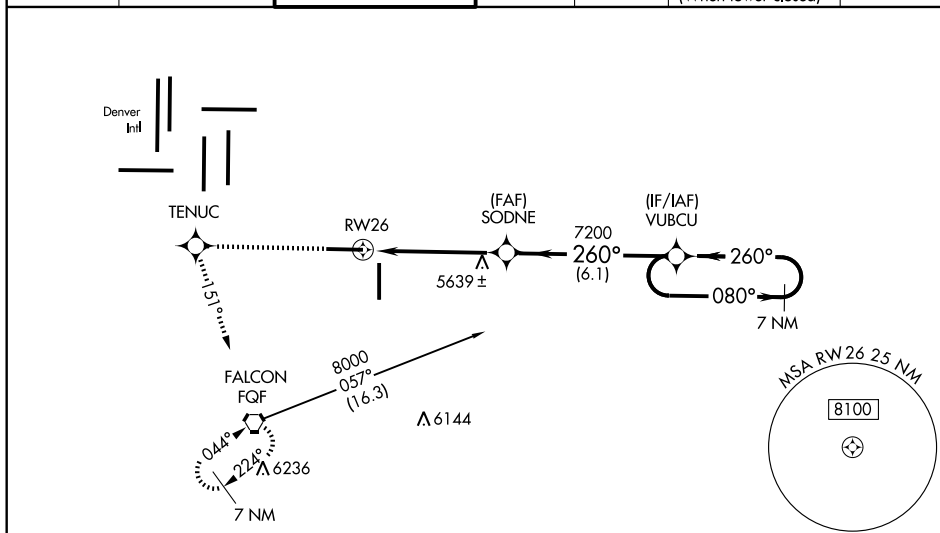 Denver
Intl
TENUC
RW26
(FAF)
SODNE
(IF/IAF)
VUBCU
7200
260°
(6.1)
260°
080°
7 NM
5639 ±
151°
8000
057°
(16.3)
FALCON
FQF
044°
224°
6236
6144
7 NM
MSA RW26 25 NM
8100